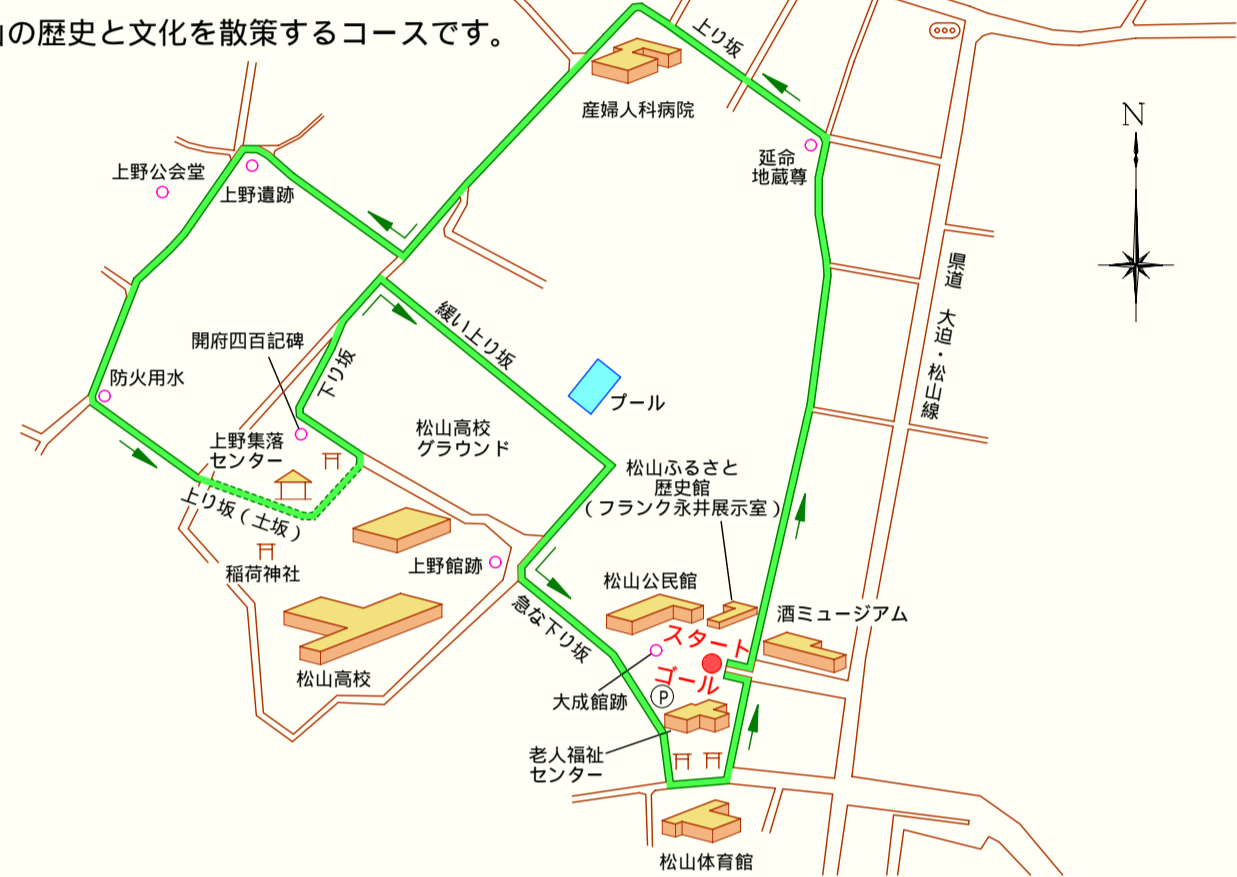 山の歴史と文化を散策するコースです。
上り坂
産婦人科病院
N
延命
地蔵尊
上野公会堂
上野遺跡
県道 大迫・松山線
緩い上り坂
開府四百記碑
下り坂
防火用水
プール
松山高校
グラウンド
上野集落
センター
松山ふるさと
歴史館
(フランク永井展示室)
上り坂(土坂)
稲荷神社
上野館跡
松山公民館
急な下り坂
酒ミュージアム
スタート
ゴール
松山高校
大成館跡
P
老人福祉
センター
松山体育館